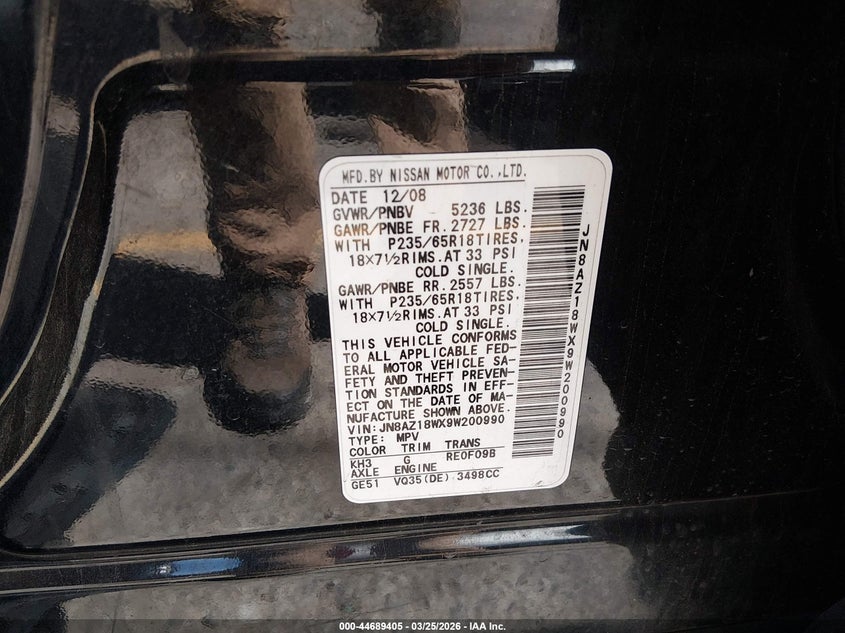 MFD.BY NISSAN MOTOR CO.,LTD.
DATE 12/08
GVWR/PNBV 5236 LBS.
GAWR/PNBE FR.2727 LBS.
WITH P235/65R18TIRES.
18×7½RIMS.AT 33 PSI
COLD SINGLE.
GAWR/PNBE RR.2557 LBS.
WITH P235/65R18TIRES.
18×7½RIMS.AT 33 PSI
COLD SINGLE.
THIS VEHICLE CONFORMS
TO ALL APPLICABLE FED-
ERAL MOTOR VEHICLE SA-
FETY AND THEFT PREVEN-
TION STANDARDS IN EFF-
ECT ON THE DATE OF MA-
NUFACTURE SHOWN ABOVE.
VIN:JN8AZ18WX9W200990
TYPE: MPV
COLOR TRIM TRANS
KH3 G RE0F09B
AXLE ENGINE
GE51 VQ35(DE) 3498CC
JN8AZ18WX9W200990
000-44689405 - 03/25/2026 - IAA Inc.